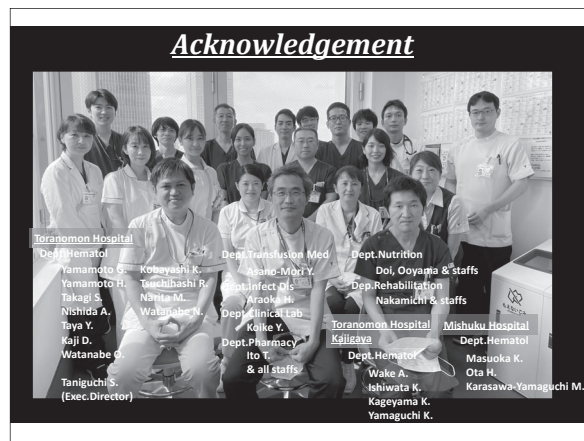 Acknowledgement
Toranomon Hospital
Dept.Hematol
Yamamoto G.
Yamamoto H.
Takagi S.
Nishida A.
Taya Y.
Kaji D.
Watanabe O.
Taniguchi S.
(Exec.Director)
Kobayashi K.
Tsuchihashi R.
Narita M.
Watanabe N.
Dept.Transfusion Med
Asano-Mori Y.
Dept.Infect Dis
Araoka H.
Dept.Clinical Lab
Koike Y.
Dept.Pharmacy
Ito T.
& all staffs
Dept.Nutrition
Doi, Ooyama & staffs
Dep.Rehabilitation
Nakamichi & staffs
Toranomon Hospital
Kajigaya
Dept.Hematol
Wake A.
Ishiwata K.
Kageyama K.
Yamaguchi K.
Mishuku Hospital
Dept.Hematol
Masuoka K.
Ota H.
Karasawa-Yamaguchi M.